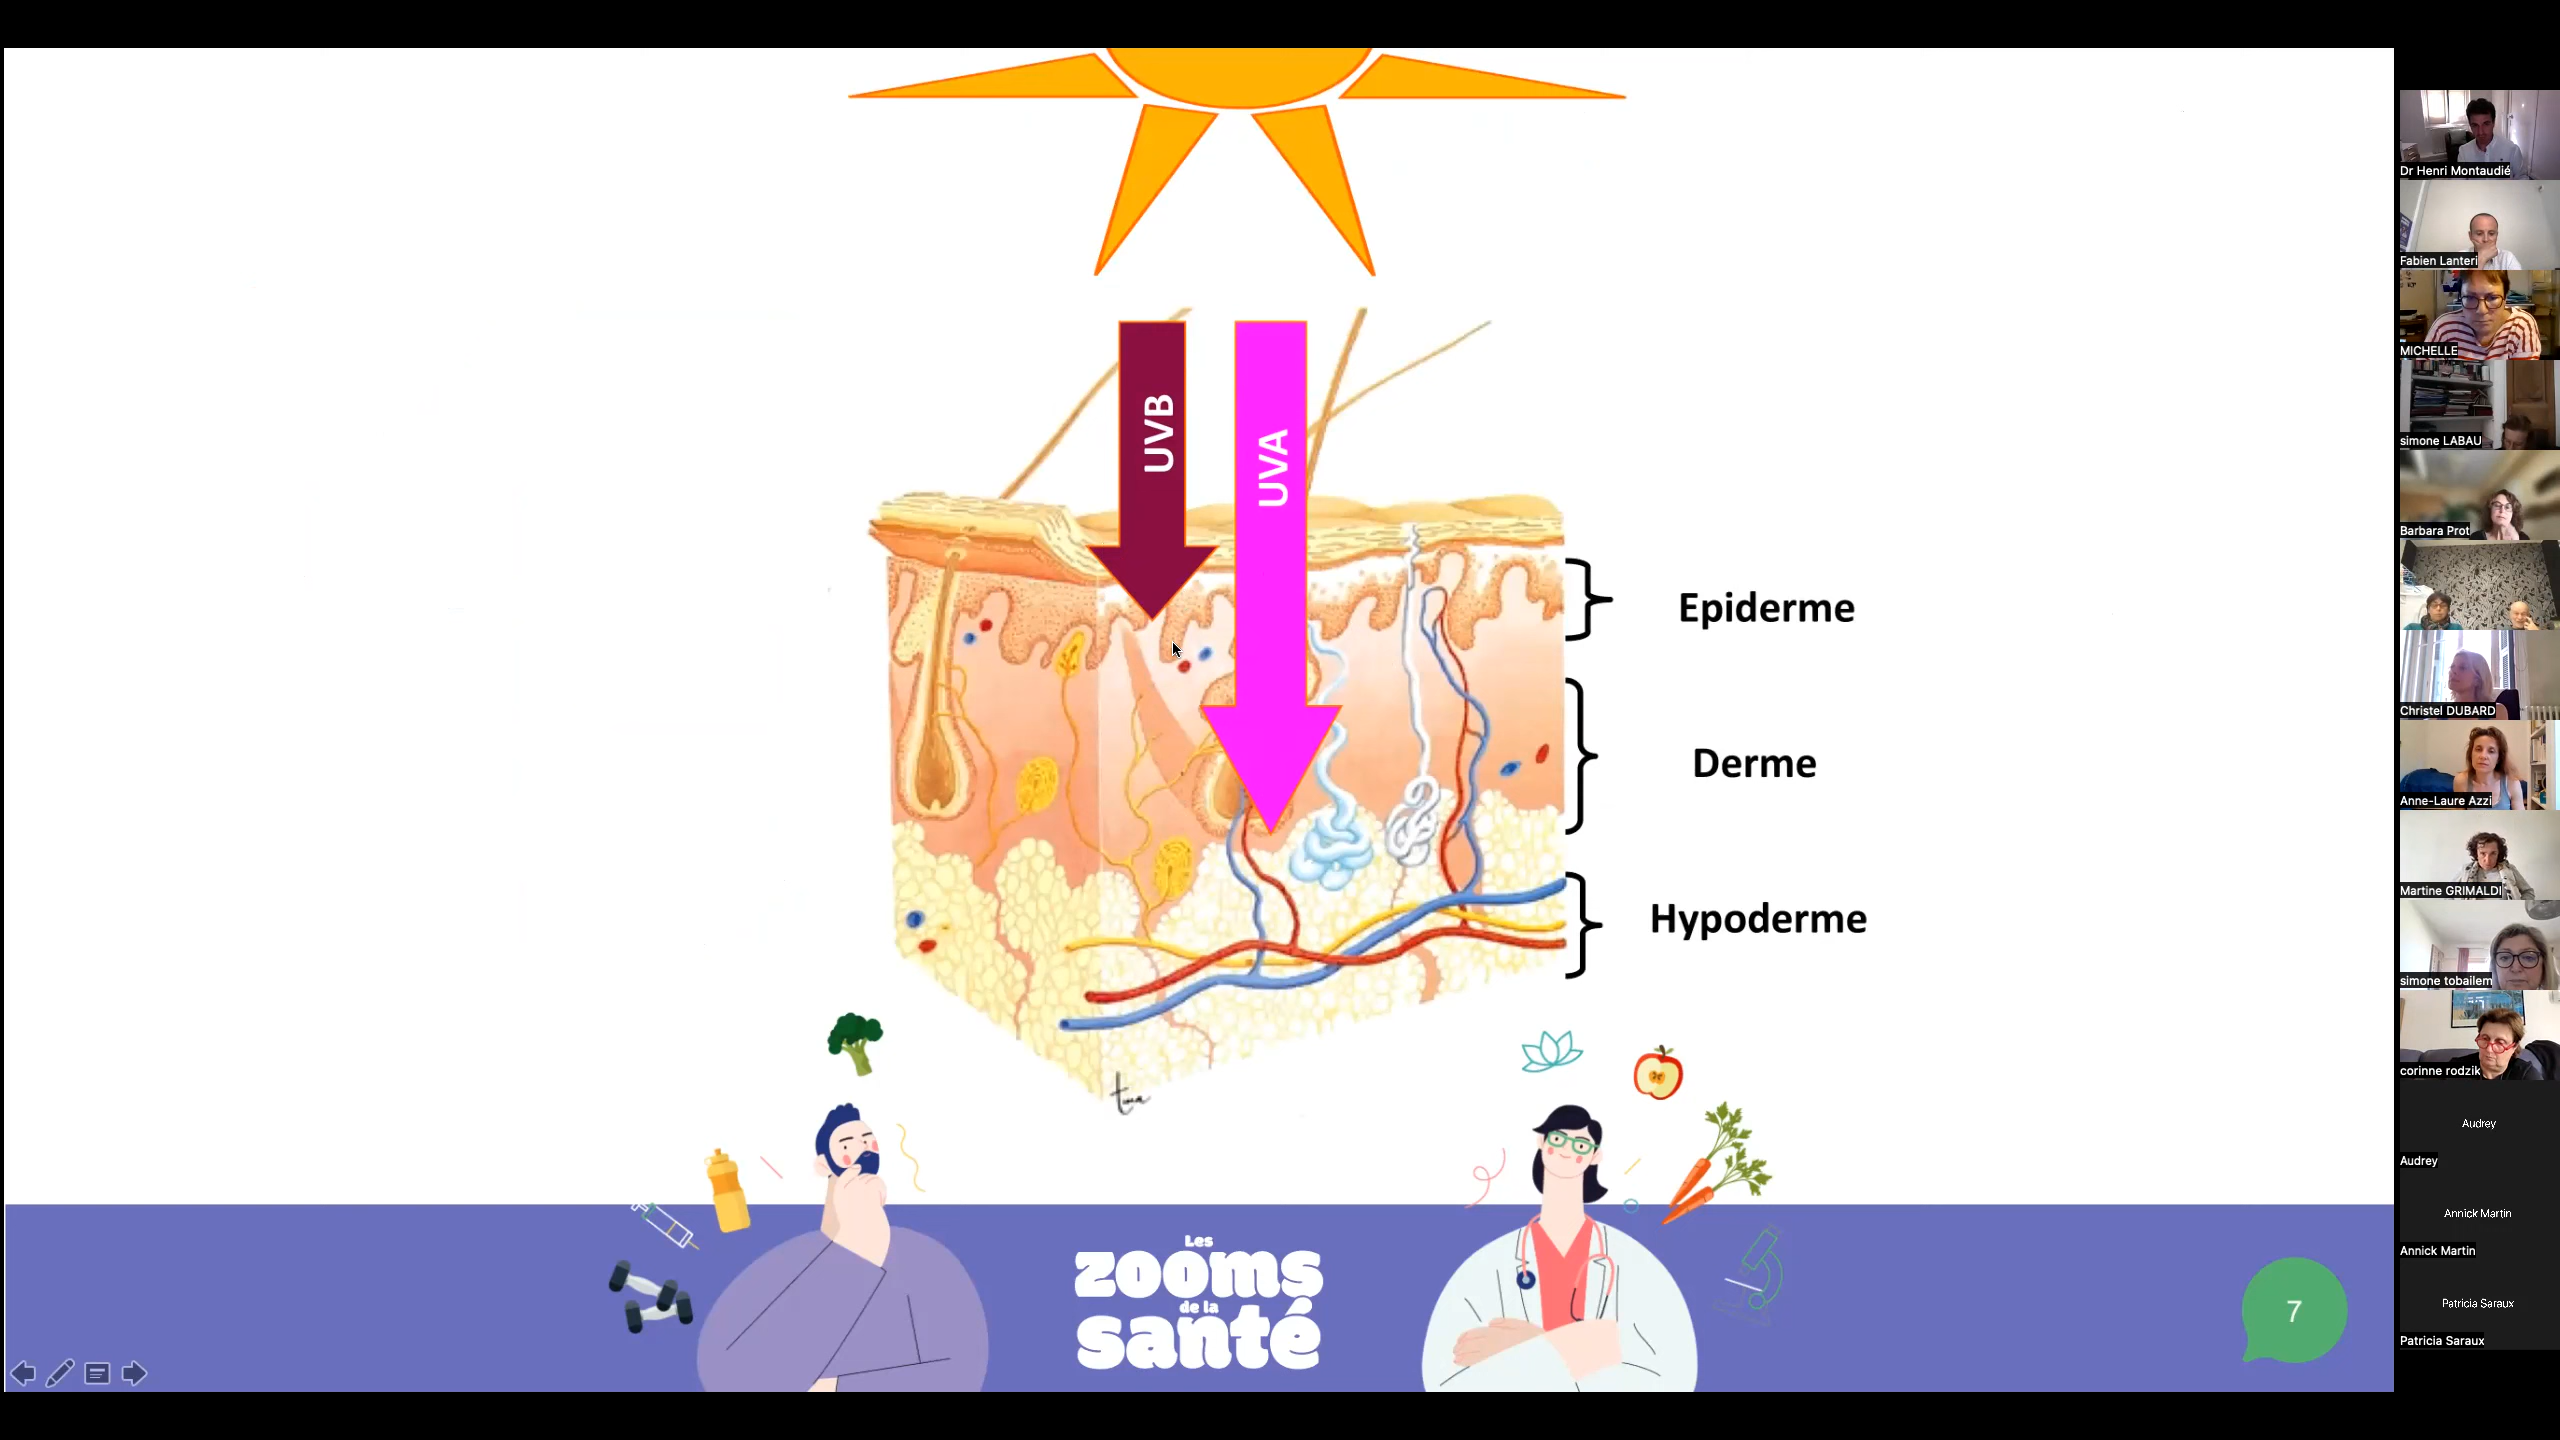 UVB
UVA
Epiderme
Derme
Hypoderme
Les
zooms
de la
santé
7
Dr Henri Montaudié
Fabien Lanteri
MICHELLE
simone LABAU
Barbara Prot
Christel DUBARD
Anne-Laure Azzi
Martine GRIMALDI
simone tobailem
corinne rodzik
Audrey
Audrey
Annick Martin
Annick Martin
Patricia Saraux
Patricia Saraux